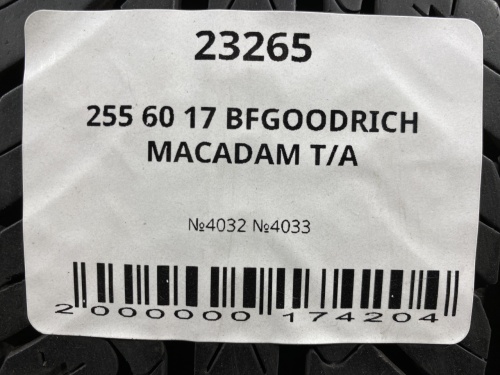 23265
255 60 17 BFGOODRICH
MACADAM T/A
№4032 №4033
2 000000 174204